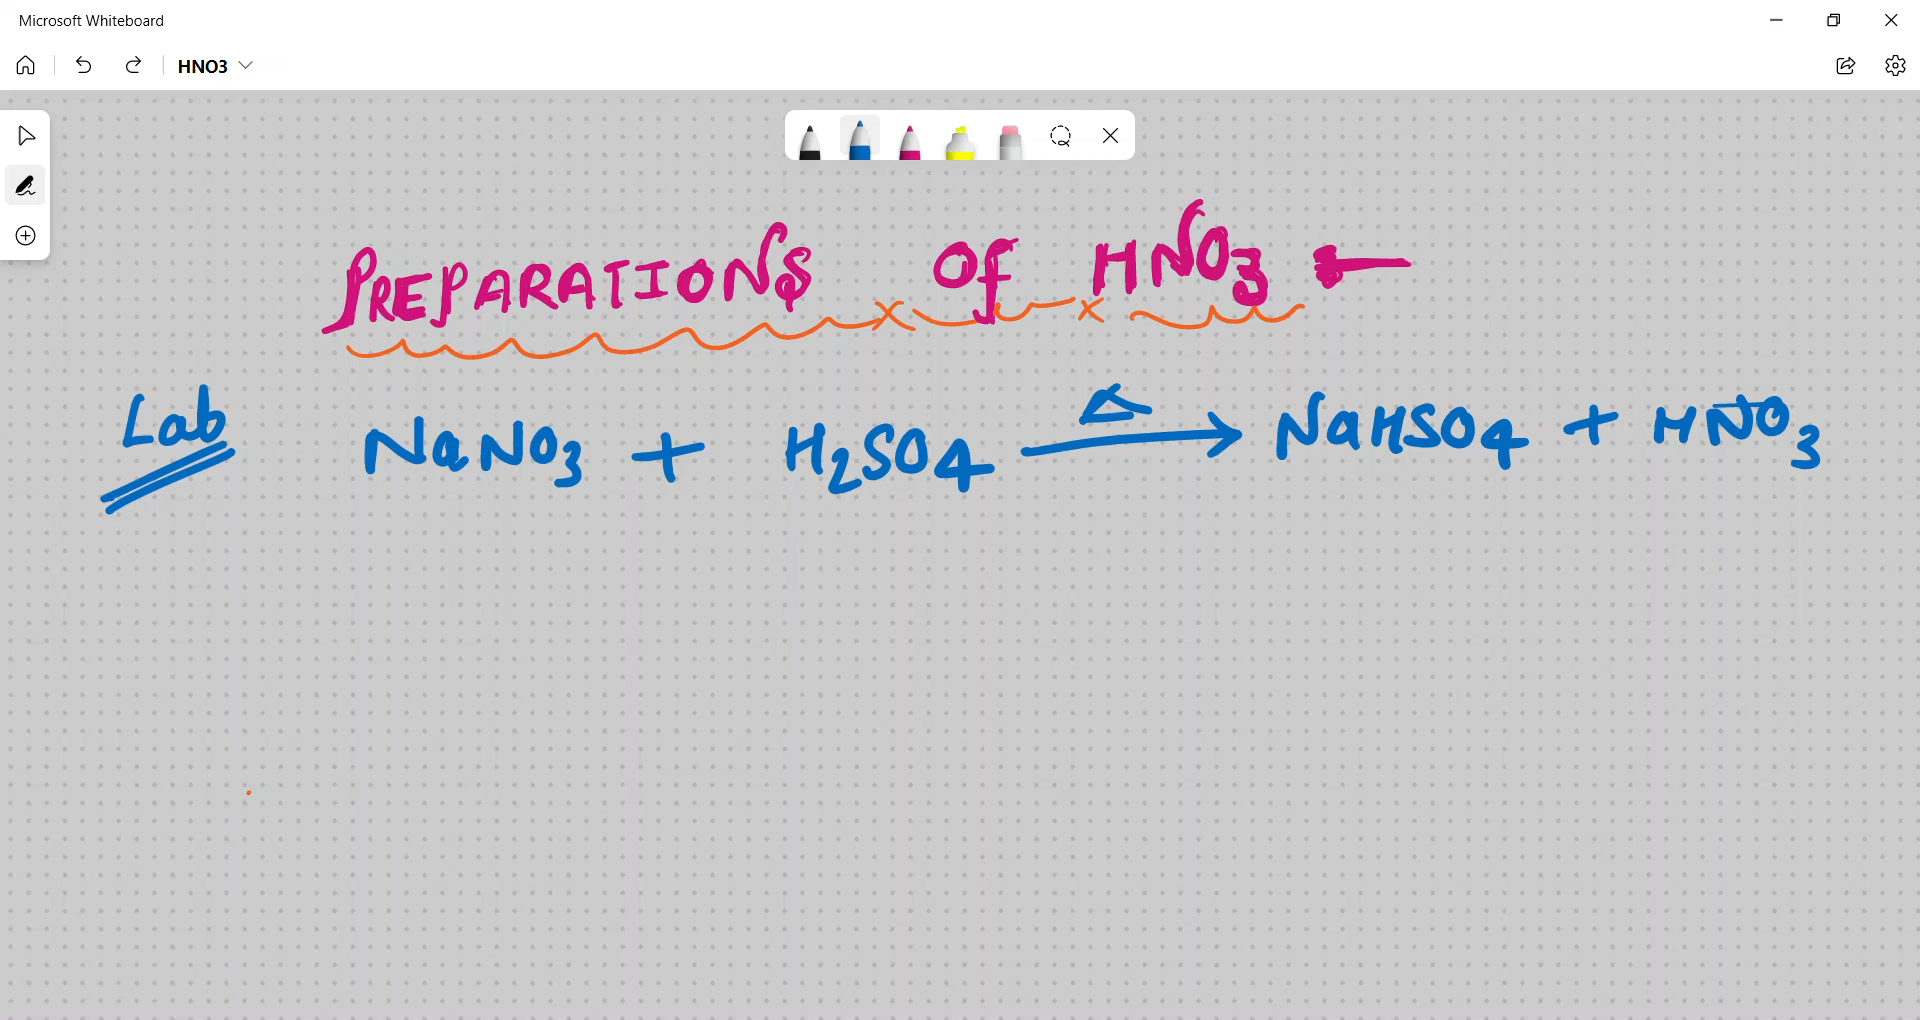 Microsoft Whiteboard
HNO3
PREPARATIONS Of HNO3 :-
Lab NaNO3 + H2SO4 Δ→ NaHSO4 + HNO3